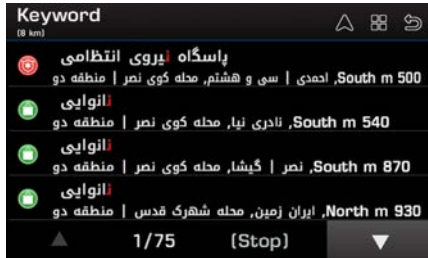 Keyword
(8 km)
پاسگاه نیروی انتظامی
500 South m, احمدی | سی و هشتم, محله کوی نصر | منطقه دو
نانوایی
540 South m, نادری نیا, محله کوی نصر | منطقه دو
نانوایی
870 South m, نصر | گیشا, محله کوی نصر | منطقه دو
نانوایی
930 North m, ایران زمین, محله شهرک قدس | منطقه دو
1/75 (Stop)